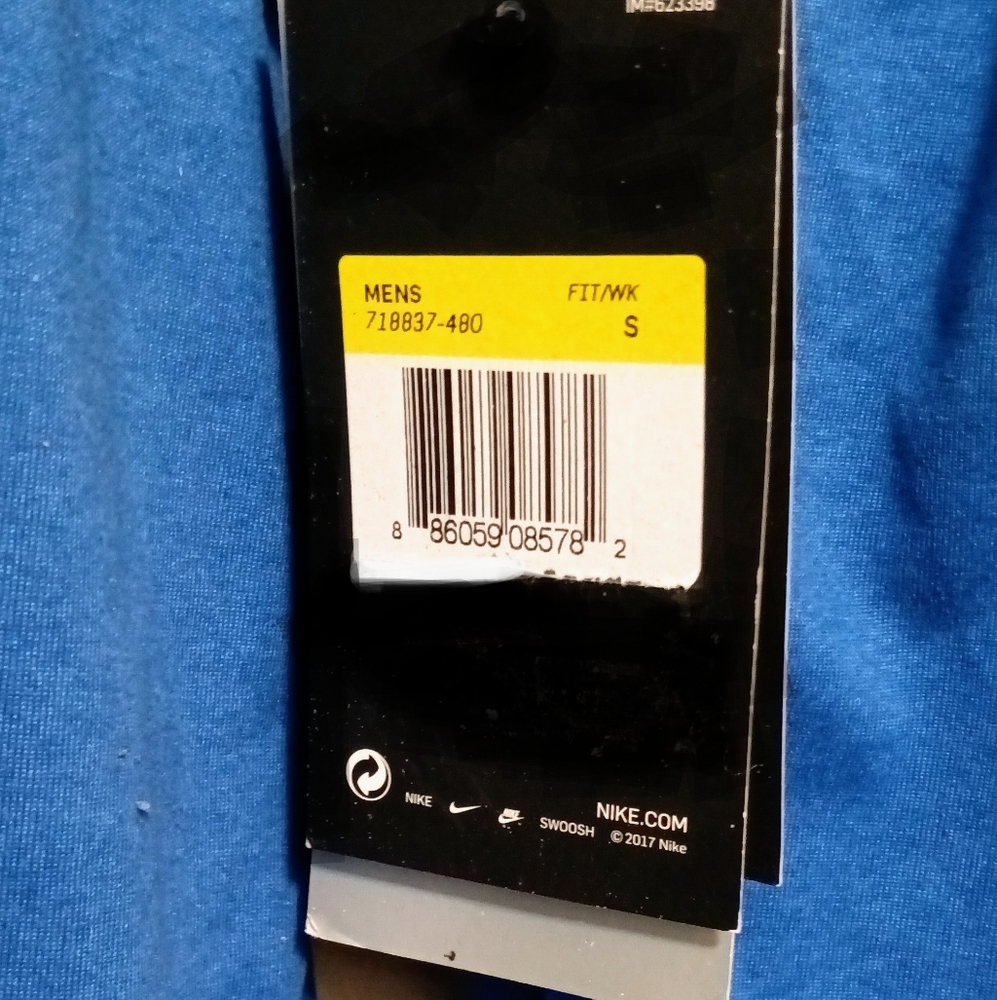 IM=623398
MENS FIT/WK
718837-480 S
8 86059 08578 2
NIKE SWOOSH
NIKE.COM
© 2017 Nike